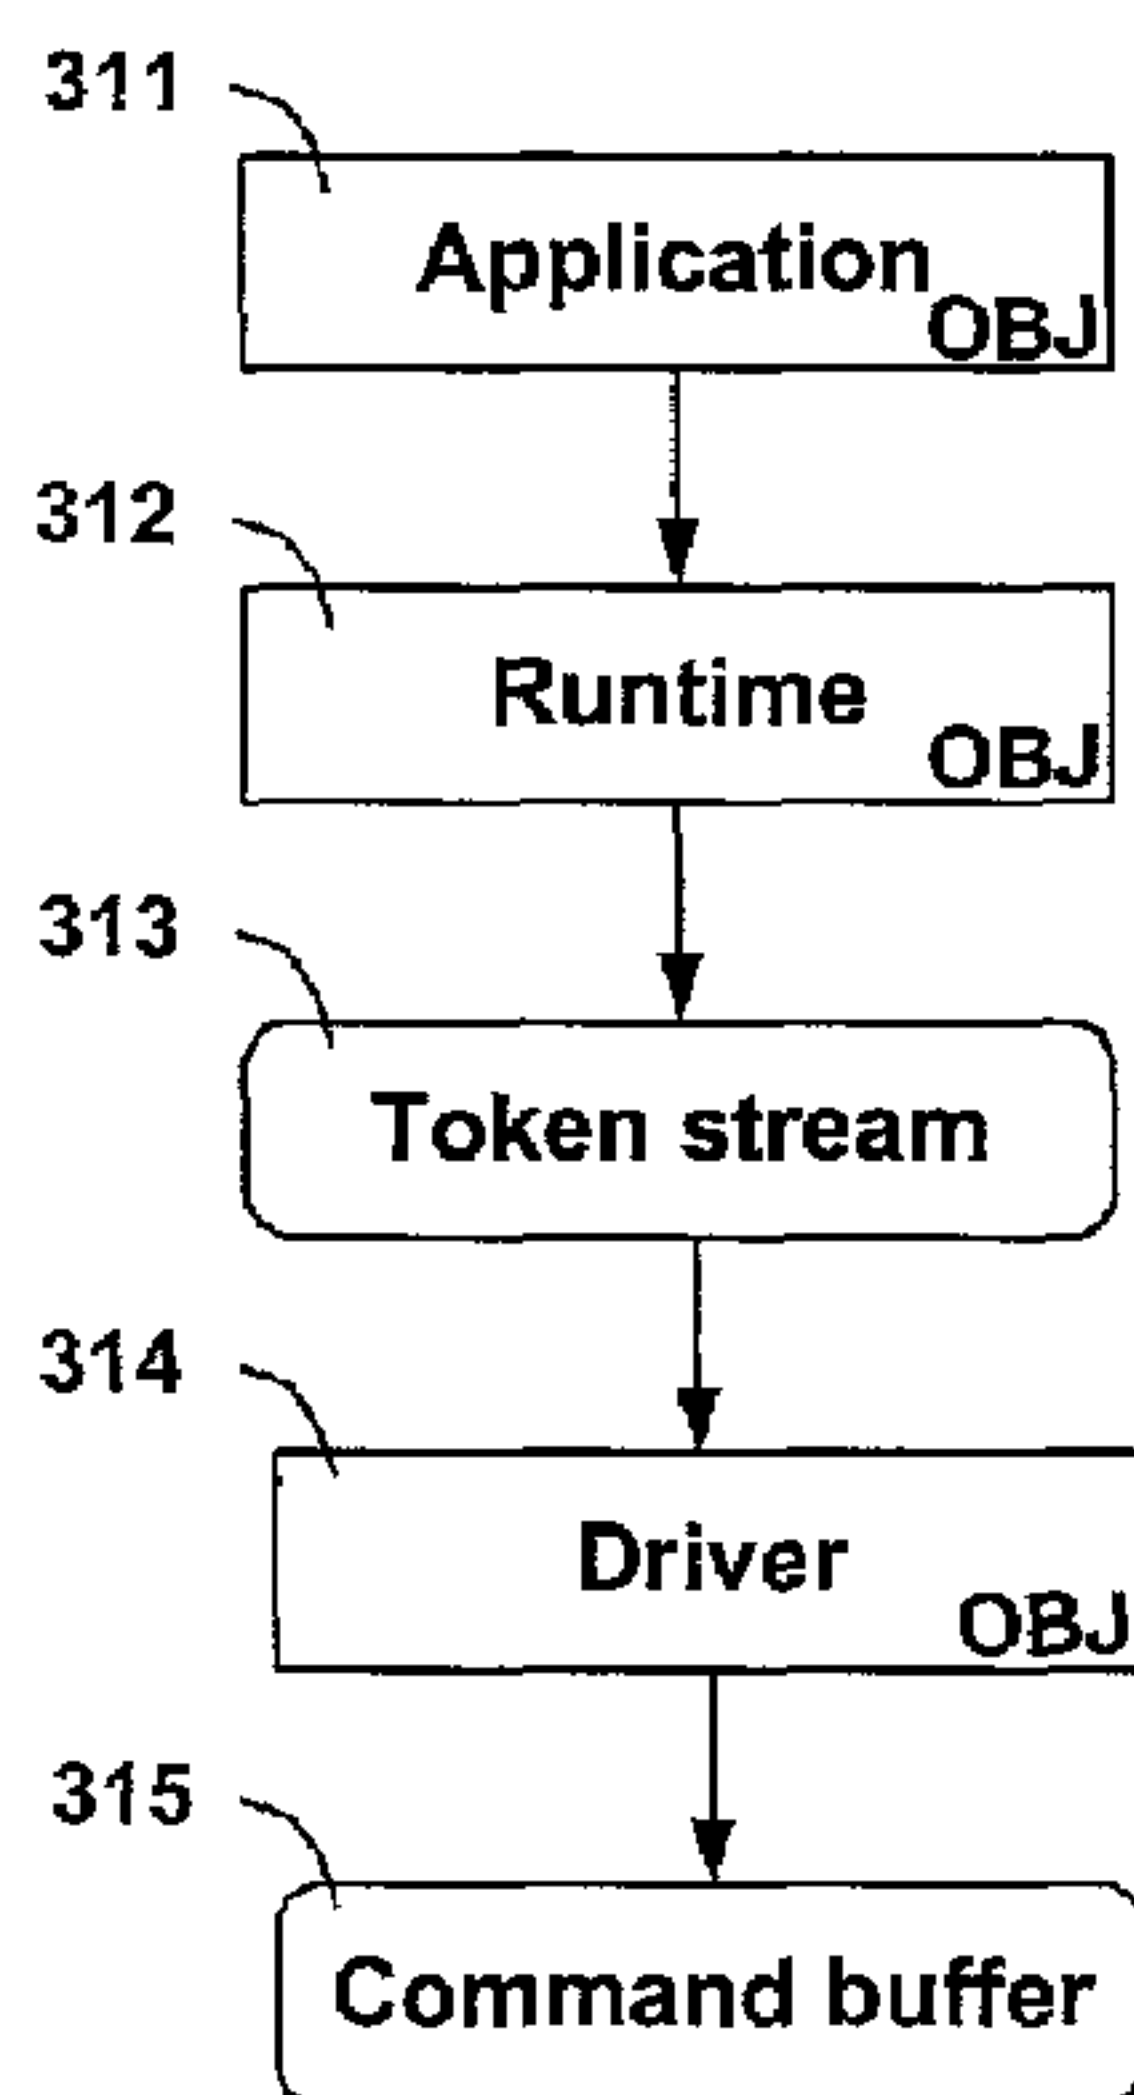 311
Application
OBJ
312
Runtime
OBJ
313
Token stream
314
Driver
OBJ
315
Command buffer